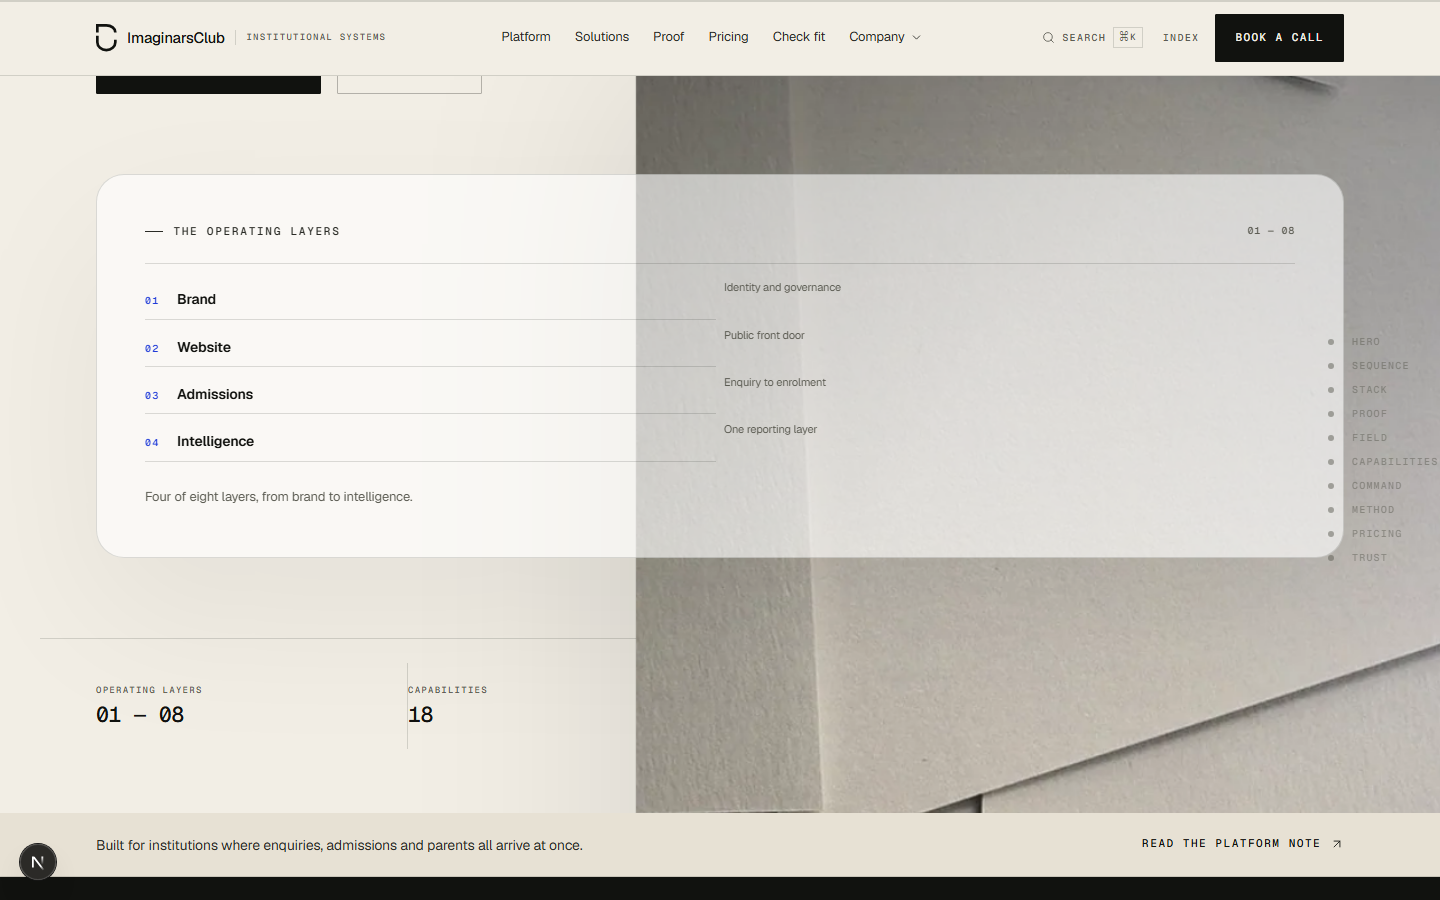 ImaginarsClub
INSTITUTIONAL SYSTEMS
Platform
Solutions
Proof
Pricing
Check fit
Company
SEARCH
⌘K
INDEX
BOOK A CALL
THE OPERATING LAYERS
01 — 08
01 Brand
Identity and governance
02 Website
Public front door
03 Admissions
Enquiry to enrolment
04 Intelligence
One reporting layer
Four of eight layers, from brand to intelligence.
HERO
SEQUENCE
STACK
PROOF
FIELD
CAPABILITIES
COMMAND
METHOD
PRICING
TRUST
OPERATING LAYERS
01 — 08
CAPABILITIES
18
Built for institutions where enquiries, admissions and parents all arrive at once.
READ THE PLATFORM NOTE
N